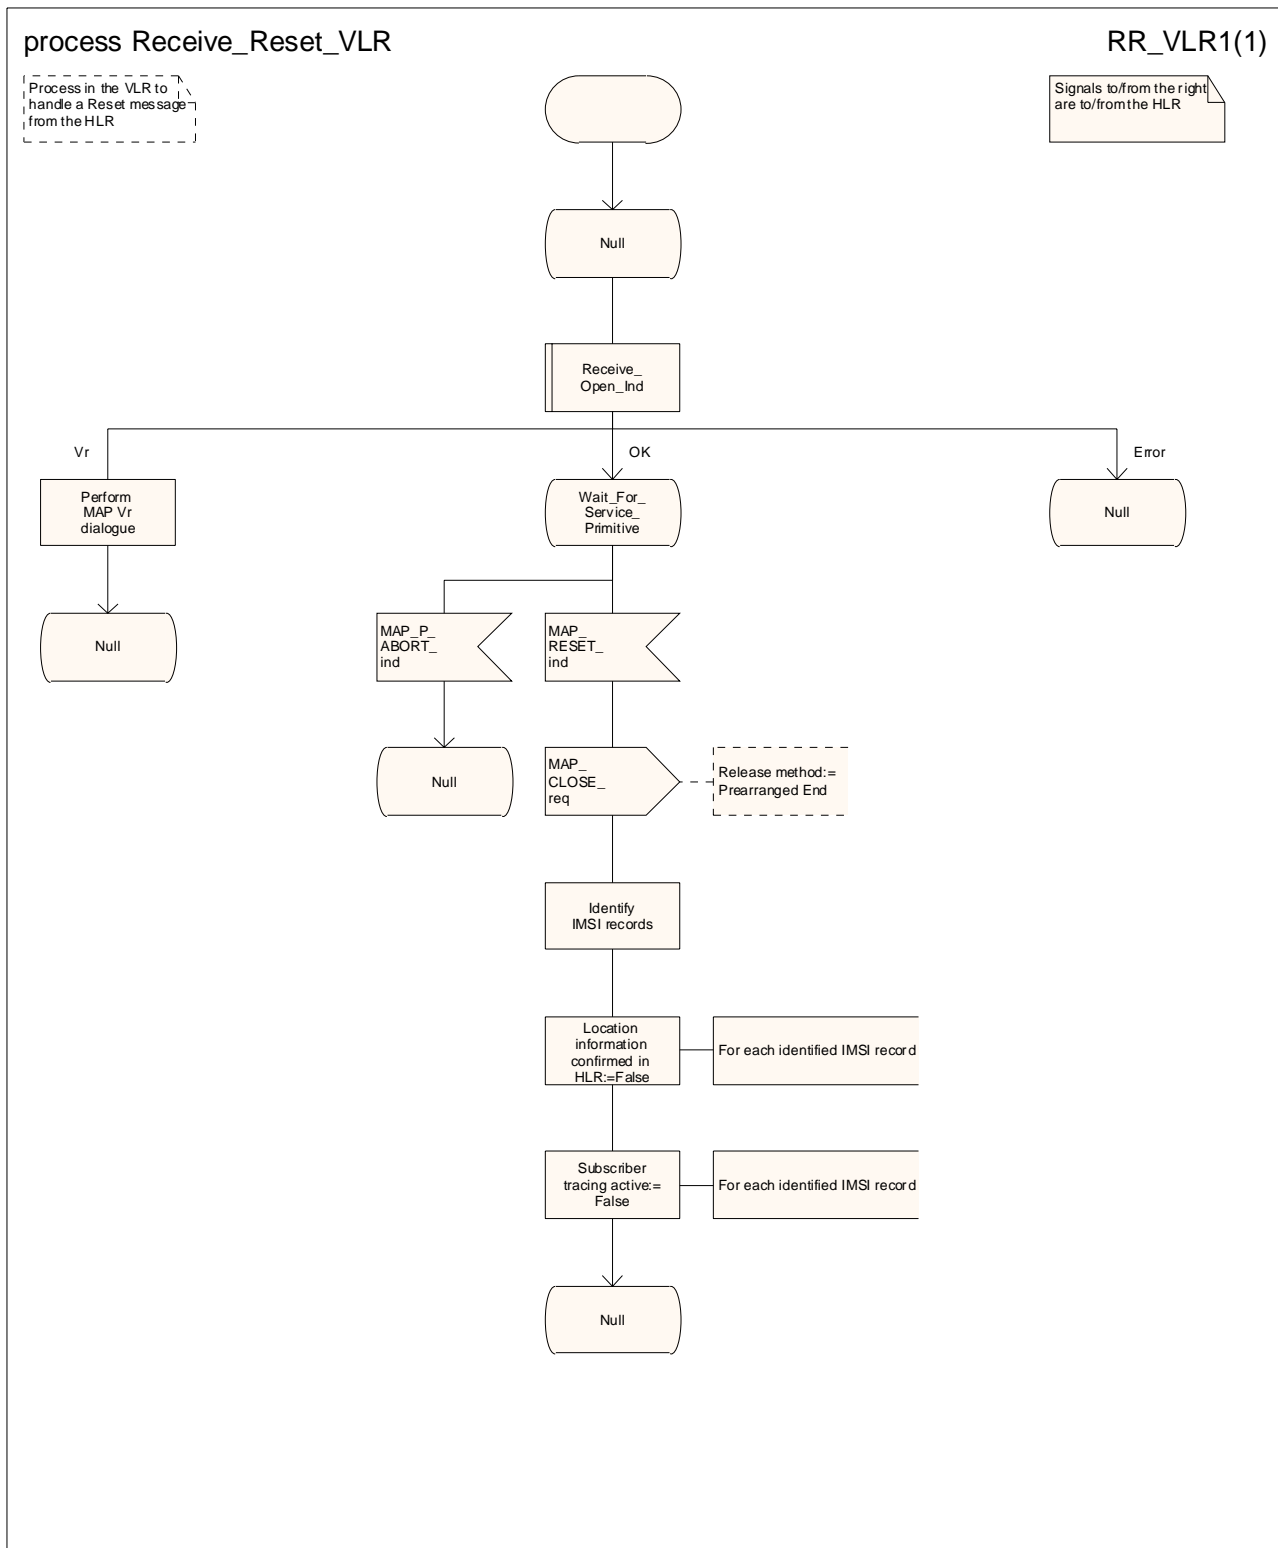 process Receive_Reset_VLR
RR_VLR1(1)
Process in the VLR to
handle a Reset message
from the HLR
Signals to/from the right
are to/from the HLR
Null
Receive_
Open_Ind
Vr
OK
Error
Perform
MAP Vr
dialogue
Wait_For_
Service_
Primitive
Null
Null
MAP_P_
ABORT_
ind
MAP_
RESET_
ind
Null
MAP_
CLOSE_
req
Release method:=
Prearranged End
Identify
IMSI records
Location
information
confirmed in
HLR:=False
For each identified IMSI record
Subscriber
tracing active:=
False
For each identified IMSI record
Null